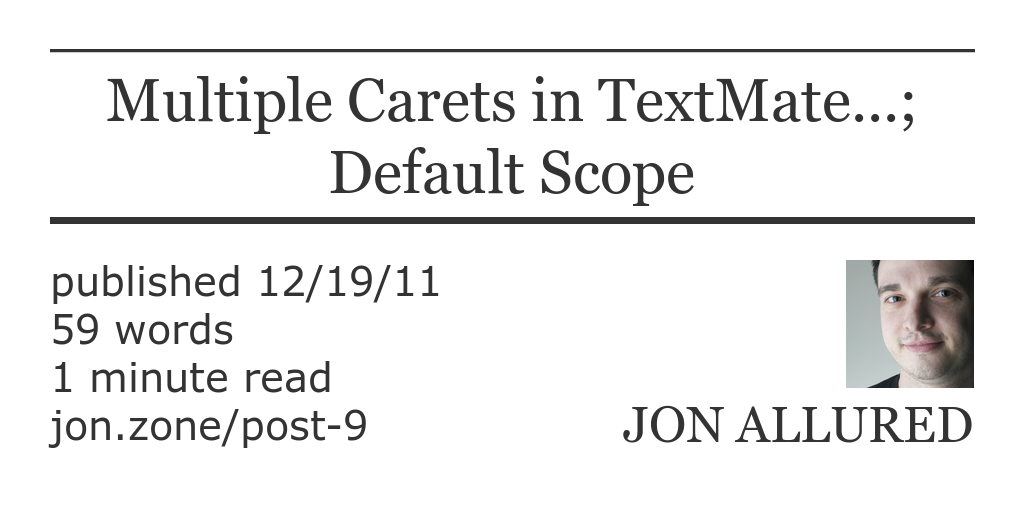 Multiple Carets in TextMate...;
Default Scope
published 12/19/11
59 words
1 minute read
jon.zone/post-9
JON ALLURED